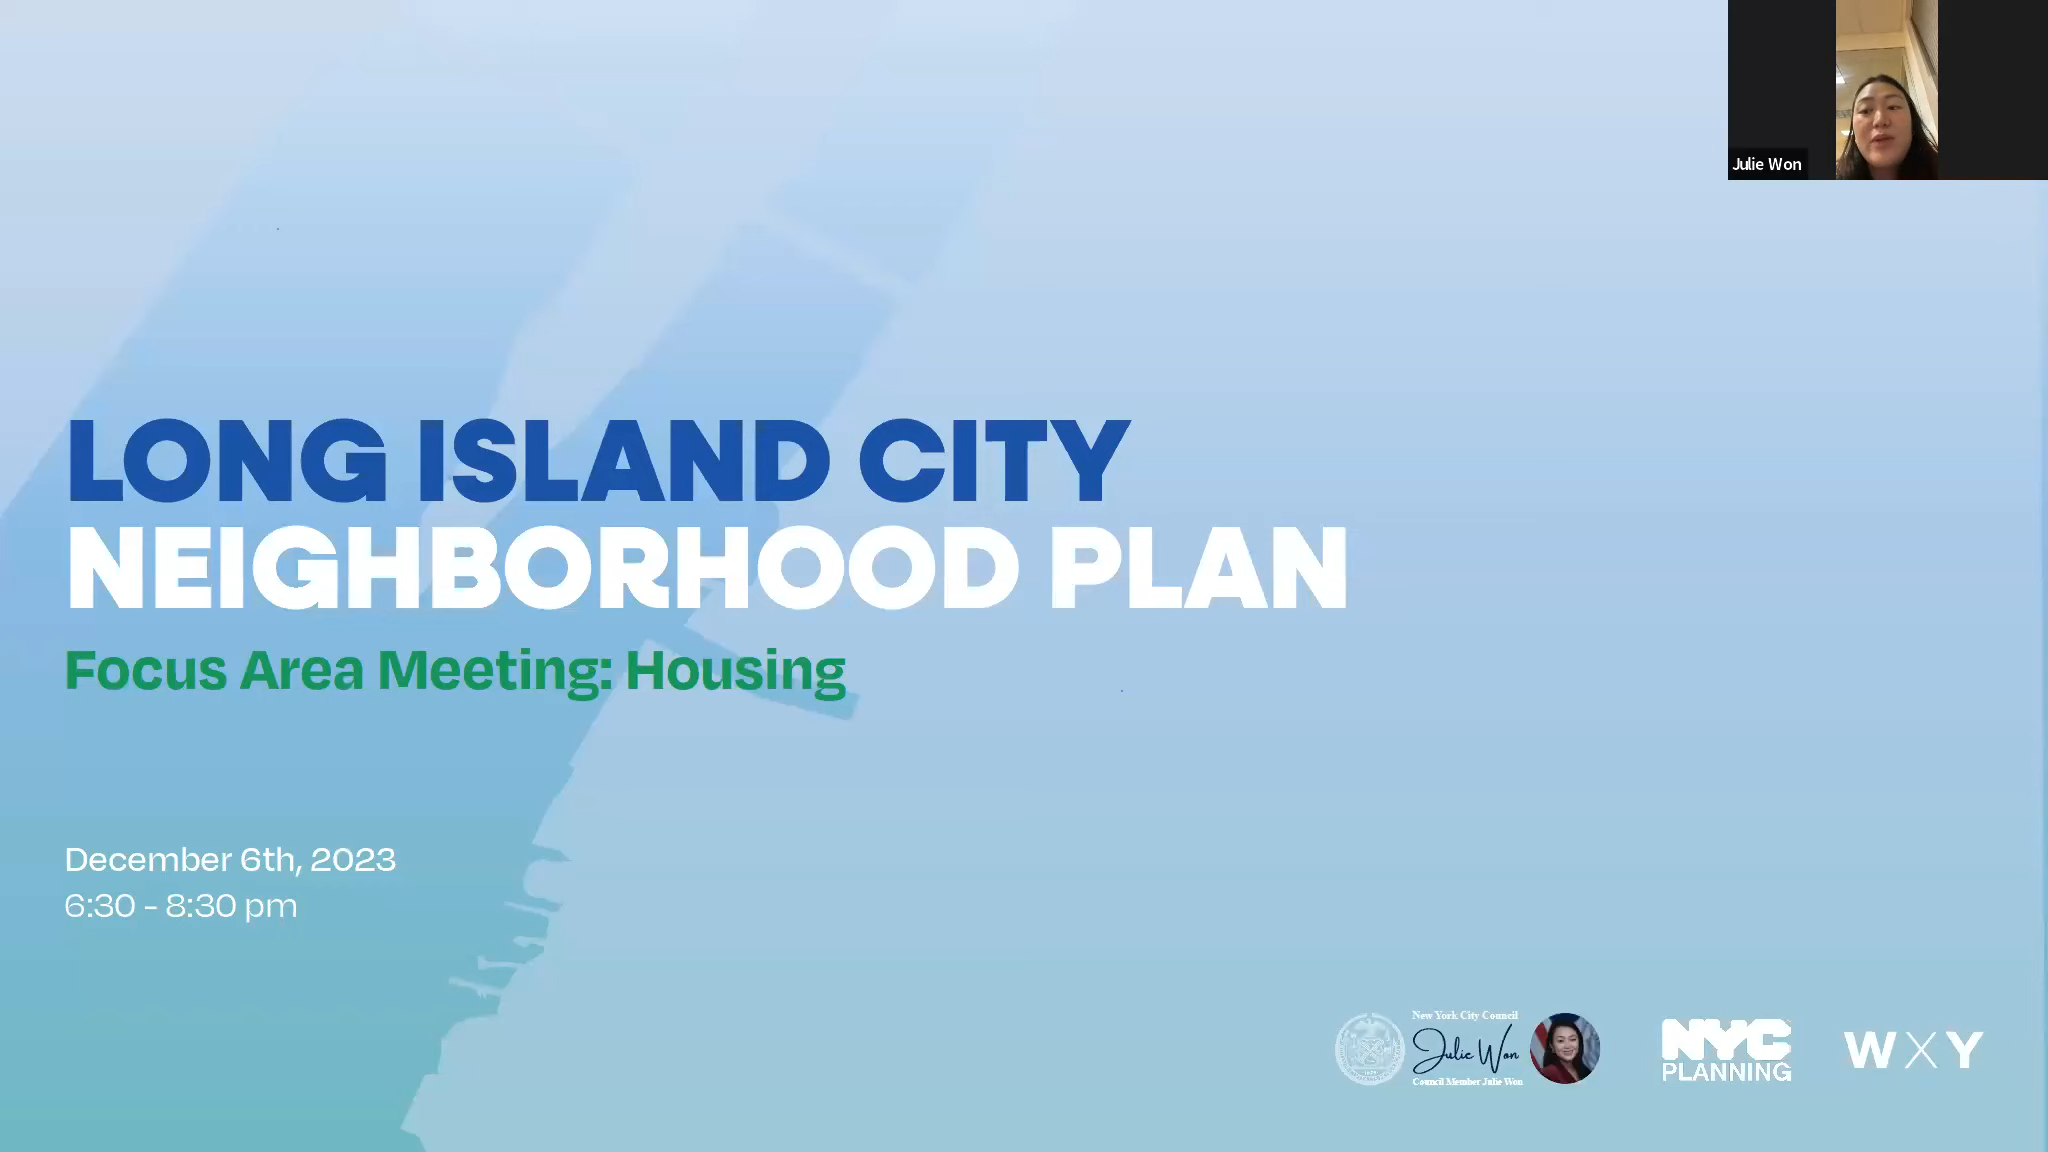 Julie Won
LONG ISLAND CITY
NEIGHBORHOOD PLAN
Focus Area Meeting: Housing
December 6th, 2023
6:30 - 8:30 pm
New York City Council
Julie Won
Council Member Julie Won
NYC
PLANNING
W X Y